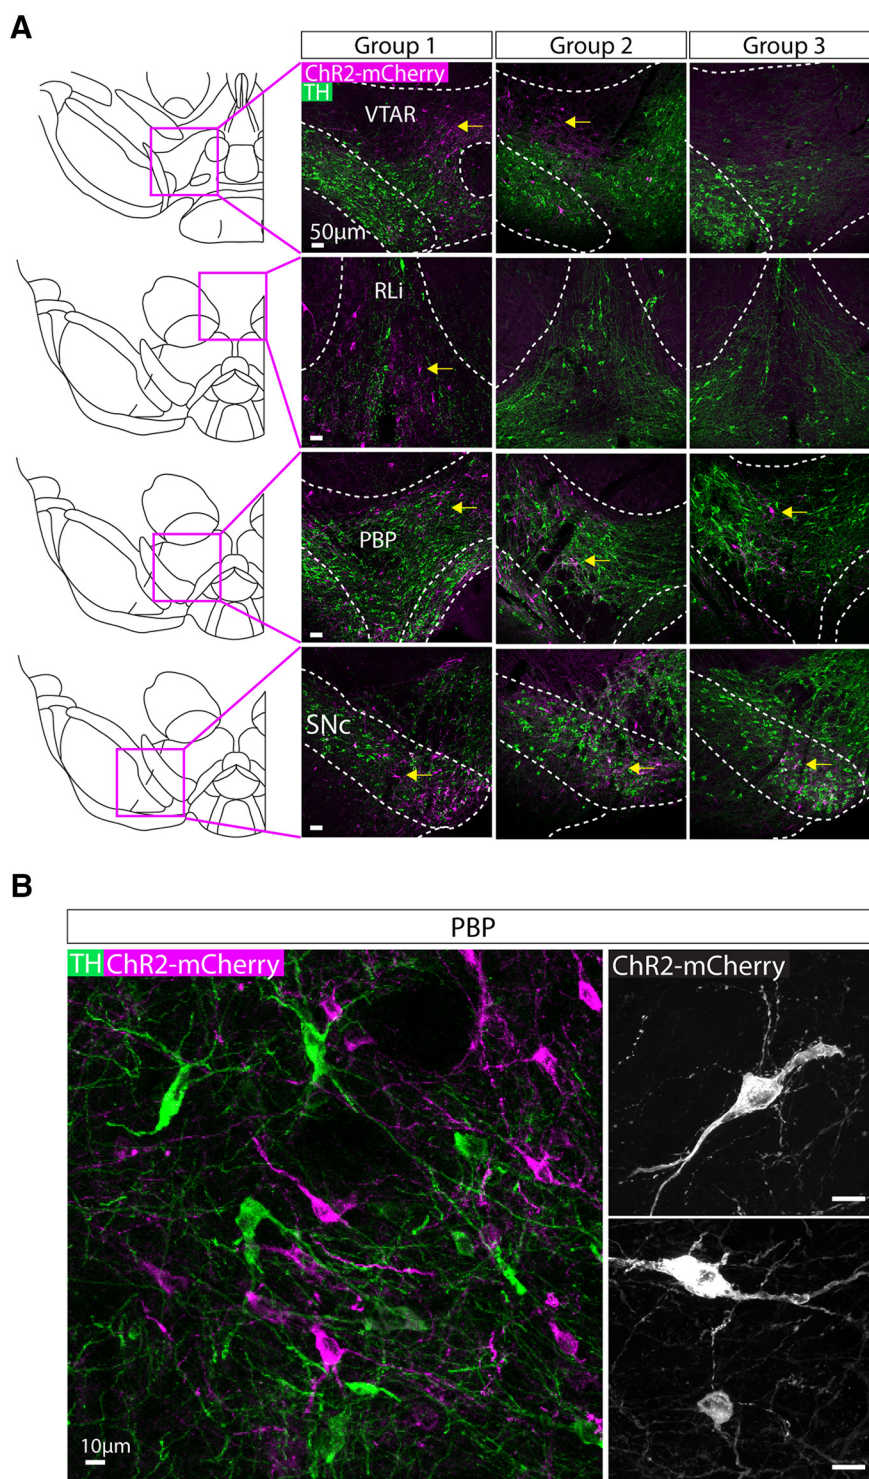 A
Group 1
Group 2
Group 3
ChR2-mCherry
TH
VTAR
50μm
RLi
PBP
SNc
B
PBP
TH ChR2-mCherry
ChR2-mCherry
10μm